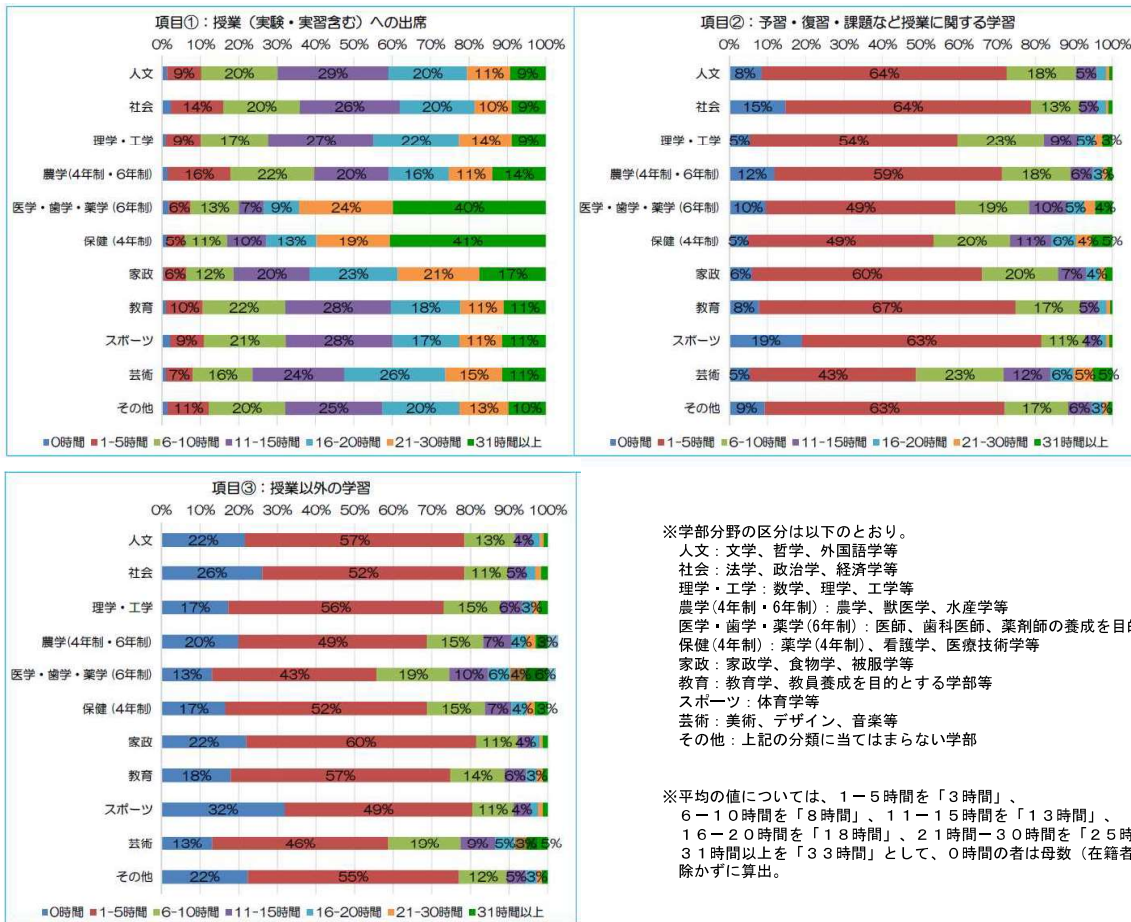 項目①：授業（実験・実習含む）への出席
0% 10% 20% 30% 40% 50% 60% 70% 80% 90% 100%
人文 9% 20% 29% 20% 11% 9%
社会 14% 20% 26% 20% 10% 9%
理学・工学 9% 17% 27% 22% 14% 9%
農学(4年制・6年制) 16% 22% 20% 16% 11% 14%
医学・歯学・薬学(6年制) 6% 13% 7% 9% 24% 40%
保健 (4年制) 5% 11% 10% 13% 19% 41%
家政 6% 12% 20% 23% 21% 17%
教育 10% 22% 28% 18% 11% 11%
スポーツ 9% 21% 28% 17% 11% 11%
芸術 7% 16% 24% 26% 15% 11%
その他 11% 20% 25% 20% 13% 10%
■0時間 ■1-5時間 ■6-10時間 ■11-15時間 ■16-20時間 ■21-30時間 ■31時間以上
項目②：予習・復習・課題など授業に関する学習
0% 10% 20% 30% 40% 50% 60% 70% 80% 90% 100%
人文 8% 64% 18% 5%
社会 15% 64% 13% 5%
理学・工学 5% 54% 23% 9% 5% 3%
農学(4年制・6年制) 12% 59% 18% 6% 3%
医学・歯学・薬学(6年制) 10% 49% 19% 10% 5% 4%
保健 (4年制) 5% 49% 20% 11% 6% 4% 5%
家政 6% 60% 20% 7% 4%
教育 8% 67% 17% 5%
スポーツ 19% 63% 11% 4%
芸術 5% 43% 23% 12% 6% 5% 5%
その他 9% 63% 17% 6% 3%
■0時間 ■1-5時間 ■6-10時間 ■11-15時間 ■16-20時間 ■21-30時間 ■31時間以上
項目③：授業以外の学習
0% 10% 20% 30% 40% 50% 60% 70% 80% 90% 100%
人文 22% 57% 13% 4%
社会 26% 52% 11% 5%
理学・工学 17% 56% 15% 6% 3%
農学(4年制・6年制) 20% 49% 15% 7% 4% 3%
医学・歯学・薬学(6年制) 13% 43% 19% 10% 6% 4% 6%
保健 (4年制) 17% 52% 15% 7% 4% 3%
家政 22% 60% 11% 4%
教育 18% 57% 14% 6% 3%
スポーツ 32% 49% 11% 4%
芸術 13% 46% 19% 9% 5% 3% 5%
その他 22% 55% 12% 5% 3%
■0時間 ■1-5時間 ■6-10時間 ■11-15時間 ■16-20時間 ■21-30時間 ■31時間以上
※学部分野の区分は以下のとおり。
人文：文学、哲学、外国語学等
社会：法学、政治学、経済学等
理学・工学：数学、理学、工学等
農学(4年制・6年制)：農学、獣医学、水産学等
医学・歯学・薬学(6年制)：医師、歯科医師、薬剤師の養成を目的
保健(4年制)：薬学(4年制)、看護学、医療技術学等
家政：家政学、食物学、被服学等
教育：教育学、教員養成を目的とする学部等
スポーツ：体育学等
芸術：美術、デザイン、音楽等
その他：上記の分類に当てはまらない学部
※平均の値については、１－５時間を「３時間」、
６－１０時間を「８時間」、１１－１５時間を「１３時間」、
１６－２０時間を「１８時間」、２１時間－３０時間を「２５時
３１時間以上を「３３時間」として、０時間の者は母数（在籍者
除かずに算出。